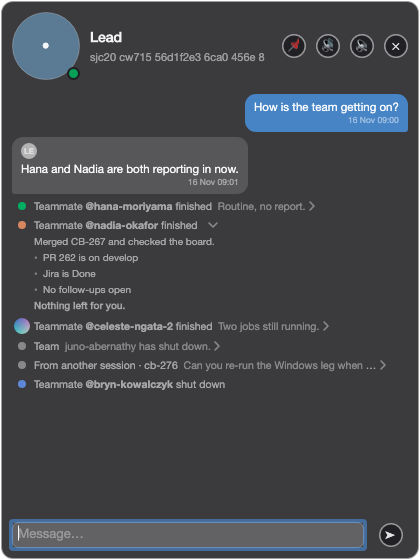 Lead
sjc20 cw715 56d1f2e3 6ca0 456e 8
How is the team getting on?
16 Nov 09:00
LE
Hana and Nadia are both reporting in now.
16 Nov 09:01
Teammate @hana-moriyama finished Routine, no report.
Teammate @nadia-okafor finished
Merged CB-267 and checked the board.
• PR 262 is on develop
• Jira is Done
• No follow-ups open
Nothing left for you.
Teammate @celeste-ngata-2 finished Two jobs still running.
Team juno-abernathy has shut down.
From another session · cb-276 Can you re-run the Windows leg when …
Teammate @bryn-kowalczyk shut down
Message…